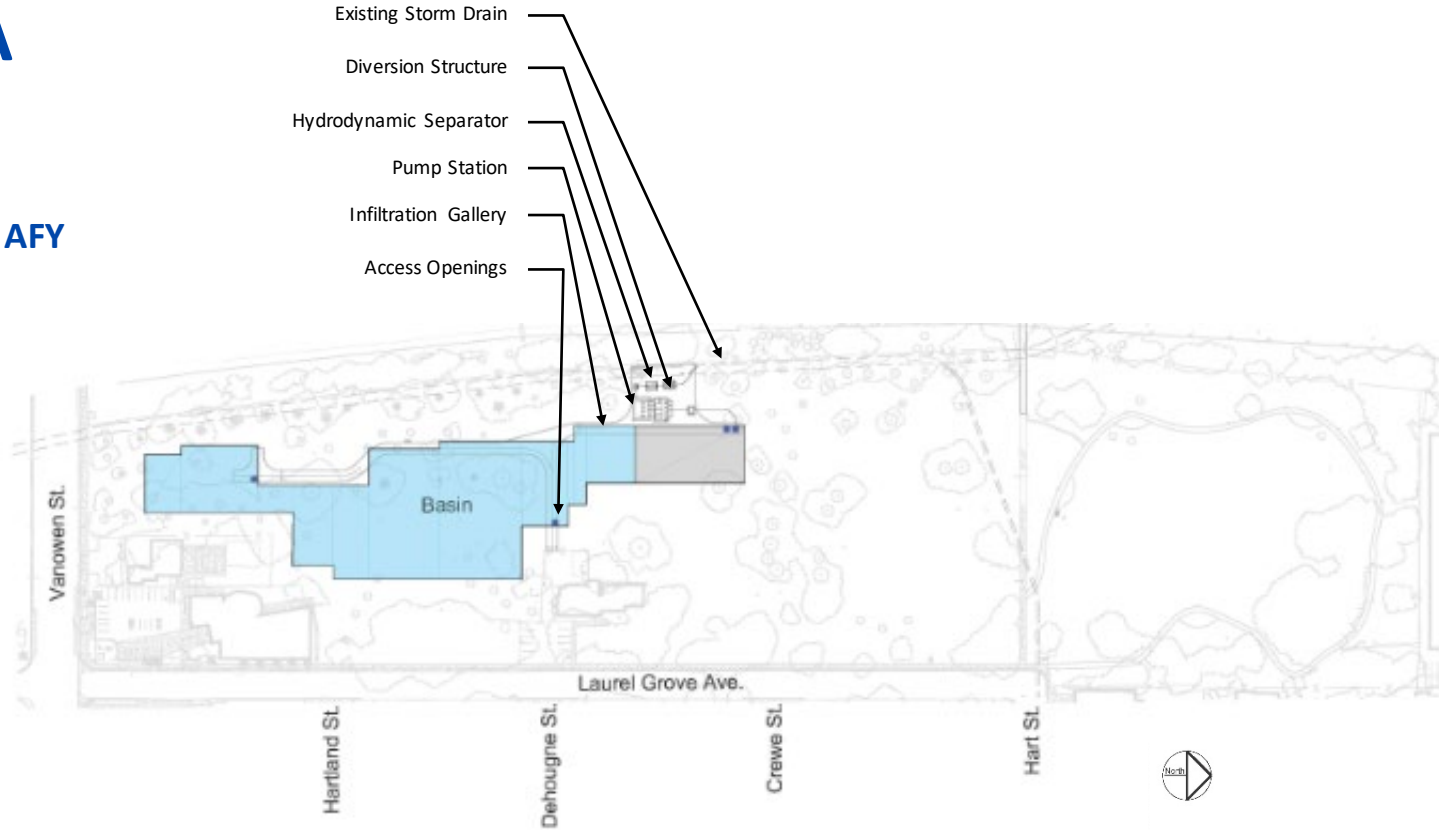 A
Existing Storm Drain
Diversion Structure
Hydrodynamic Separator
Pump Station
AFY
Infiltration Gallery
Access Openings
Basin
Vanowen St.
Laurel Grove Ave.
Hartland St.
Dehougne St.
Crewe St.
Hart St.
North